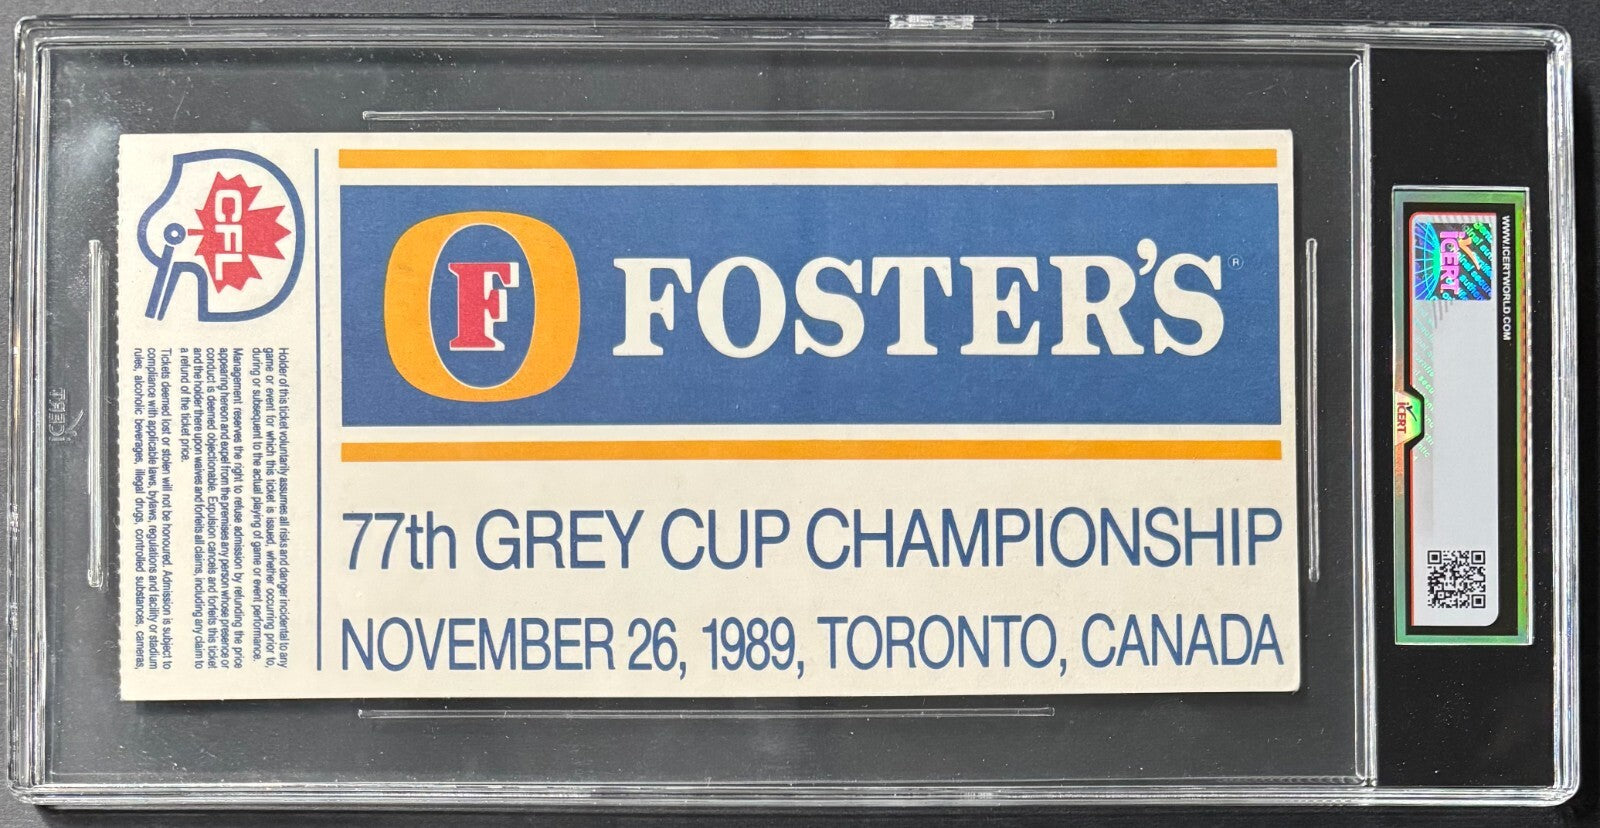 CFL
Holder of this ticket voluntarily assumes all risks and danger incidental to any
game or event for which this ticket is issued, whether occurring prior to,
during or subsequent to the actual playing of game or event performance.
Management reserves the right to refuse admission by refunding the price
appearing hereon and expel from the premises any person whose presence or
conduct is deemed objectionable. Expulsion cancels and forfeits this ticket
and the holder there upon waives and forfeits all claims, including any claim to
a refund of the ticket price.
Tickets deemed lost or stolen will not be honoured. Admission is subject to
compliance with applicable laws, bylaws, regulations and facility or stadium
rules, alcoholic beverages, illegal drugs, controlled substances, cameras,
F
FOSTER'S®
77th GREY CUP CHAMPIONSHIP
NOVEMBER 26, 1989, TORONTO, CANADA
WWW.ICERTWORLD.COM
iCERT
iCERT
iCERT